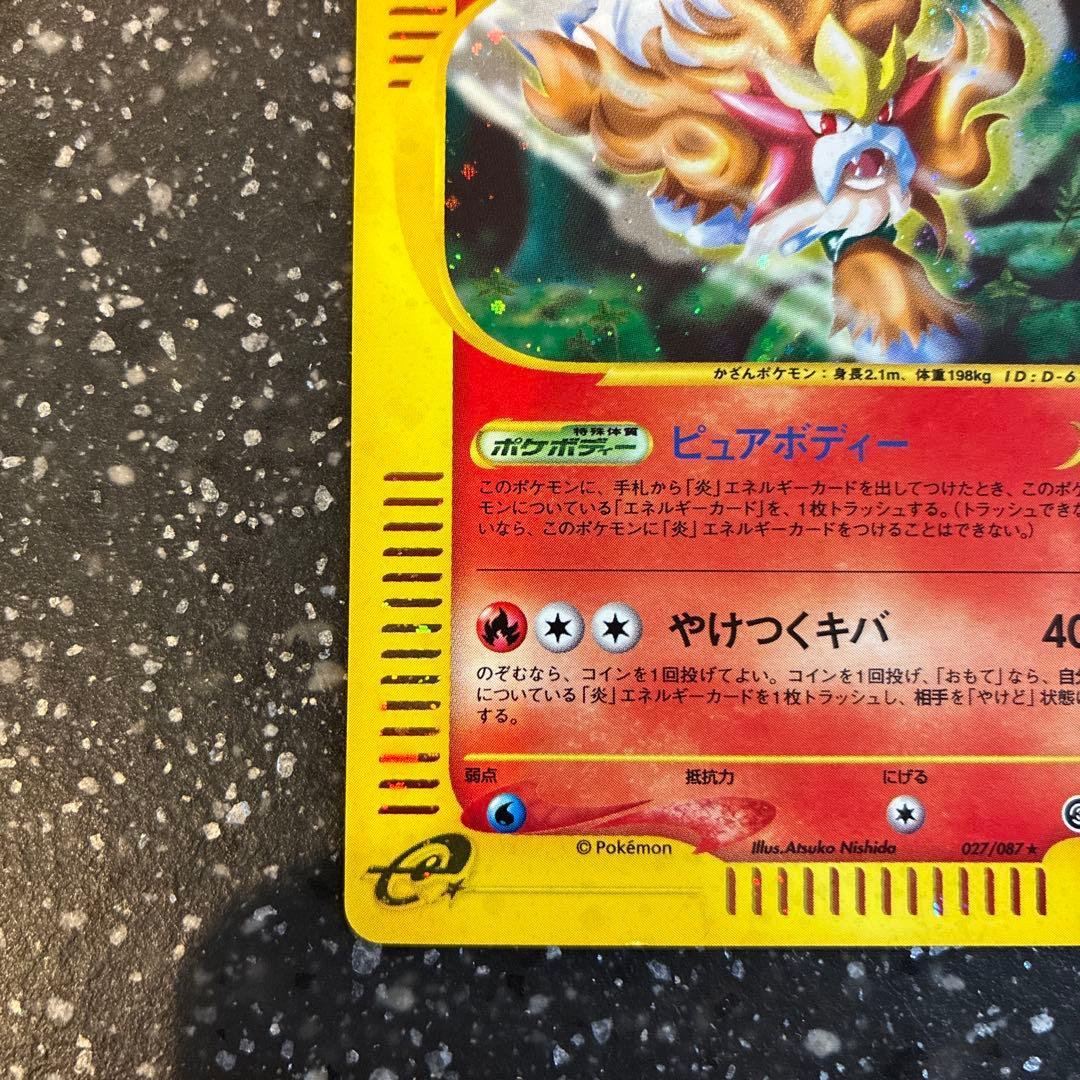 かざんポケモン：身長2.1m、体重198kg ID:D-6
特殊体質
ポケボディー ピュアボディー
このポケモンに、手札から「炎」エネルギーカードを出してつけたとき、このポケ
モンについている「エネルギーカード」を、1枚トラッシュする。（トラッシュできな
いなら、このポケモンに「炎」エネルギーカードをつけることはできない。）
やけつくキバ 40
のぞむなら、コインを1回投げてよい。コインを1回投げ、「おもて」なら、自分
についている「炎」エネルギーカードを1枚トラッシュし、相手を「やけど」状態に
する。
弱点 抵抗力 にげる
© Pokémon Illus.Atsuko Nishida 027/087★
e